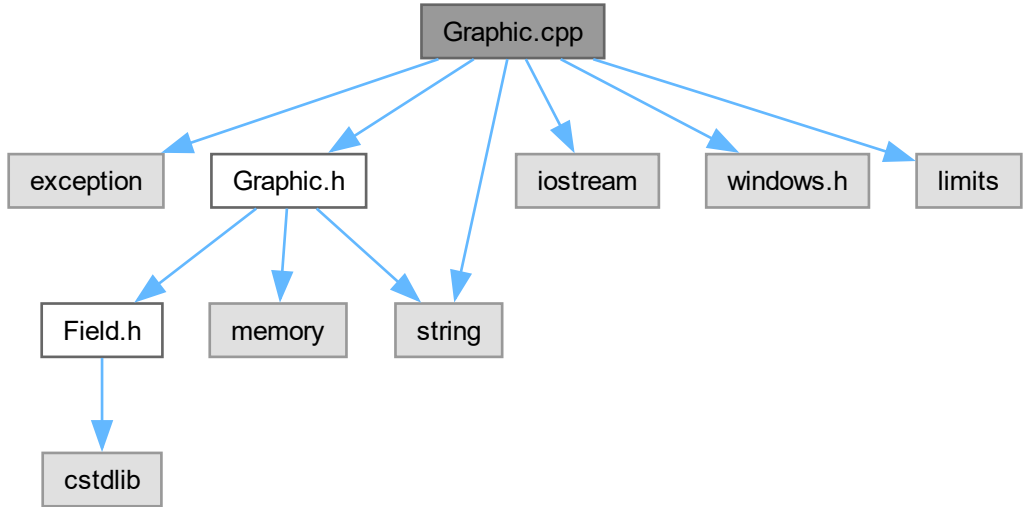 Graphic.cpp
exception
Graphic.h
iostream
windows.h
limits
Field.h
memory
string
cstdlib